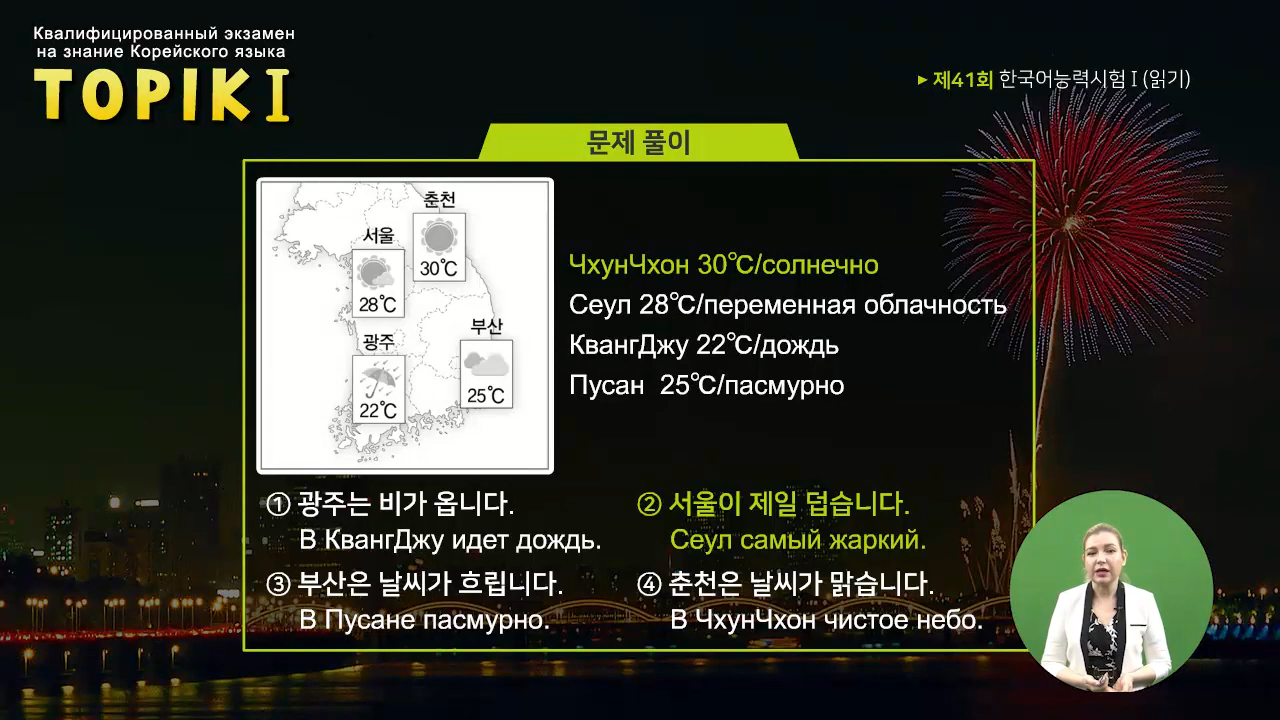 Квалифицированный экзамен
на знание Корейского языка
TOPIK I
▶ 제41회 한국어능력시험 I (읽기)
문제 풀이
춘천
30℃
서울
28℃
부산
25℃
광주
22℃
ЧхунЧхон 30℃/солнечно
Сеул 28℃/переменная облачность
КвангДжу 22℃/дождь
Пусан 25℃/пасмурно
① 광주는 비가 옵니다.
В КвангДжу идет дождь.
② 서울이 제일 덥습니다.
Сеул самый жаркий.
③ 부산은 날씨가 흐립니다.
В Пусане пасмурно.
④ 춘천은 날씨가 맑습니다.
В ЧхунЧхон чистое небо.